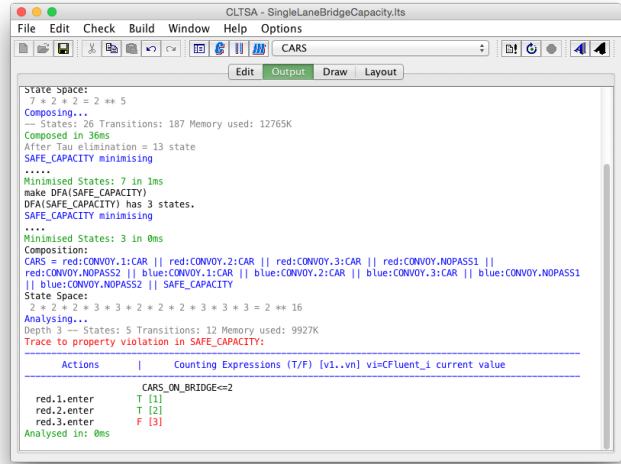 CLTSA - SingleLaneBridgeCapacity.lts
File Edit Check Build Window Help Options
CARS
Edit Output Draw Layout
State Space:
7 * 2 * 2 = 2 ** 5
Composing...
-- States: 26 Transitions: 187 Memory used: 12765K
Composed in 36ms
After Tau elimination = 13 state
SAFE_CAPACITY minimising
.....
Minimised States: 7 in 1ms
make DFA(SAFE_CAPACITY)
DFA(SAFE_CAPACITY) has 3 states.
SAFE_CAPACITY minimising
....
Minimised States: 3 in 0ms
Composition:
CARS = red:CONVOY.1:CAR || red:CONVOY.2:CAR || red:CONVOY.3:CAR || red:CONVOY.NOPASS1 ||
red:CONVOY.NOPASS2 || blue:CONVOY.1:CAR || blue:CONVOY.2:CAR || blue:CONVOY.3:CAR || blue:CONVOY.NOPASS1
|| blue:CONVOY.NOPASS2 || SAFE_CAPACITY
State Space:
2 * 2 * 2 * 3 * 3 * 2 * 2 * 2 * 3 * 3 * 3 = 2 ** 16
Analysing...
Depth 3 -- States: 5 Transitions: 12 Memory used: 9927K
Trace to property violation in SAFE_CAPACITY:
Actions | Counting Expressions (T/F) [v1..vn] vi=CFluent_i current value
CARS_ON_BRIDGE<=2
red.1.enter T [1]
red.2.enter T [2]
red.3.enter F [3]
Analysed in: 0ms